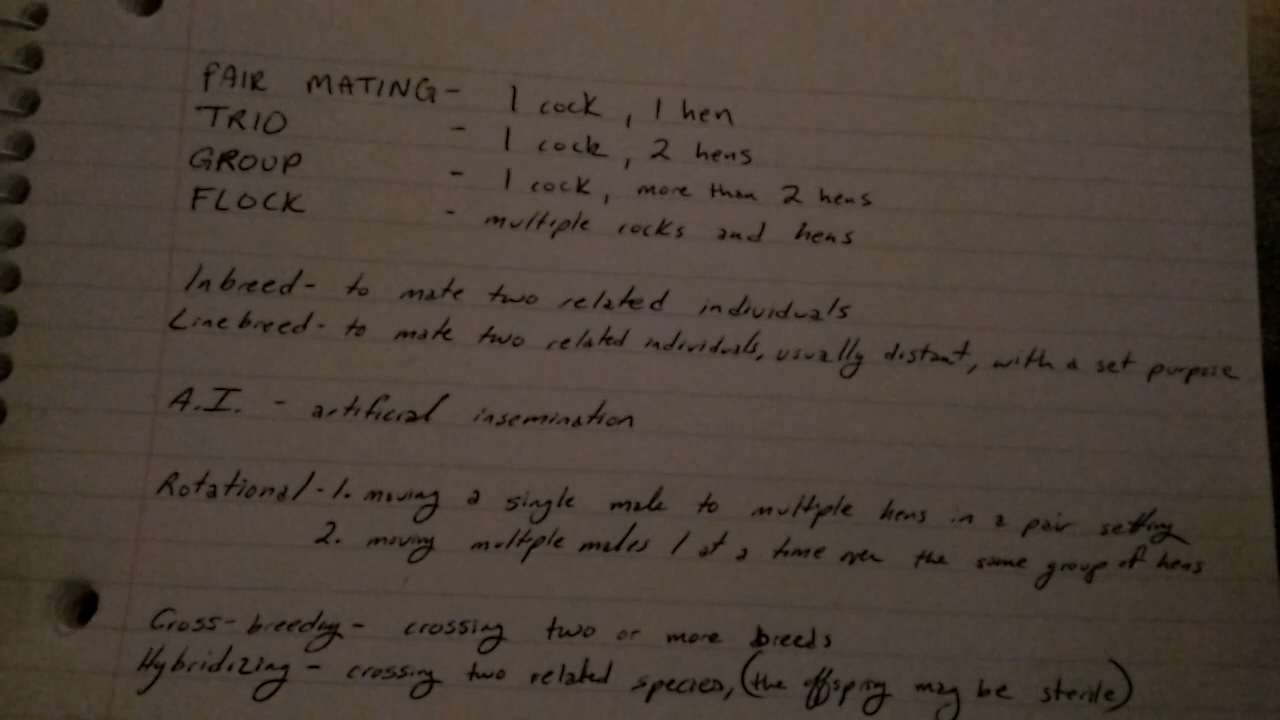 PAIR MATING - 1 cock, 1 hen
TRIO - 1 cock, 2 hens
GROUP - 1 cock, more than 2 hens
FLOCK - multiple cocks and hens
Inbreed - to mate two related individuals
Linebreed - to mate two related individuals, usually distant, with a set purpose
A.I. - artificial insemination
Rotational - 1. moving a single male to multiple hens in a pair setting
2. moving multiple males 1 at a time over the same group of hens
Cross-breeding - crossing two or more breeds
Hybridizing - crossing two related species, (the offspring may be sterile)